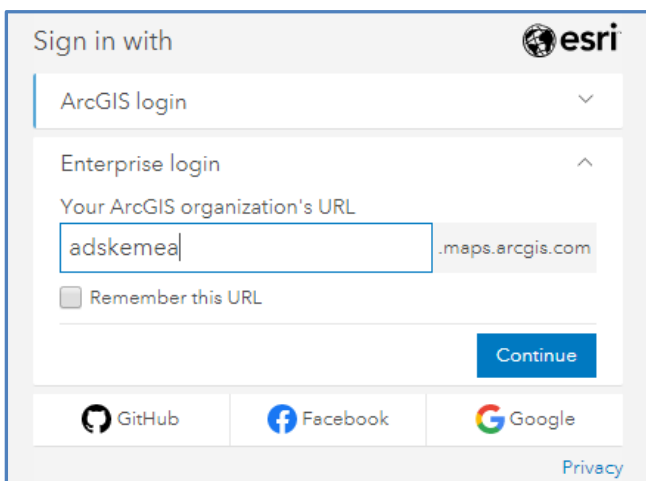 Sign in with
esri
ArcGIS login
Enterprise login
Your ArcGIS organization's URL
adskemea .maps.arcgis.com
Remember this URL
Continue
GitHub Facebook Google
Privacy